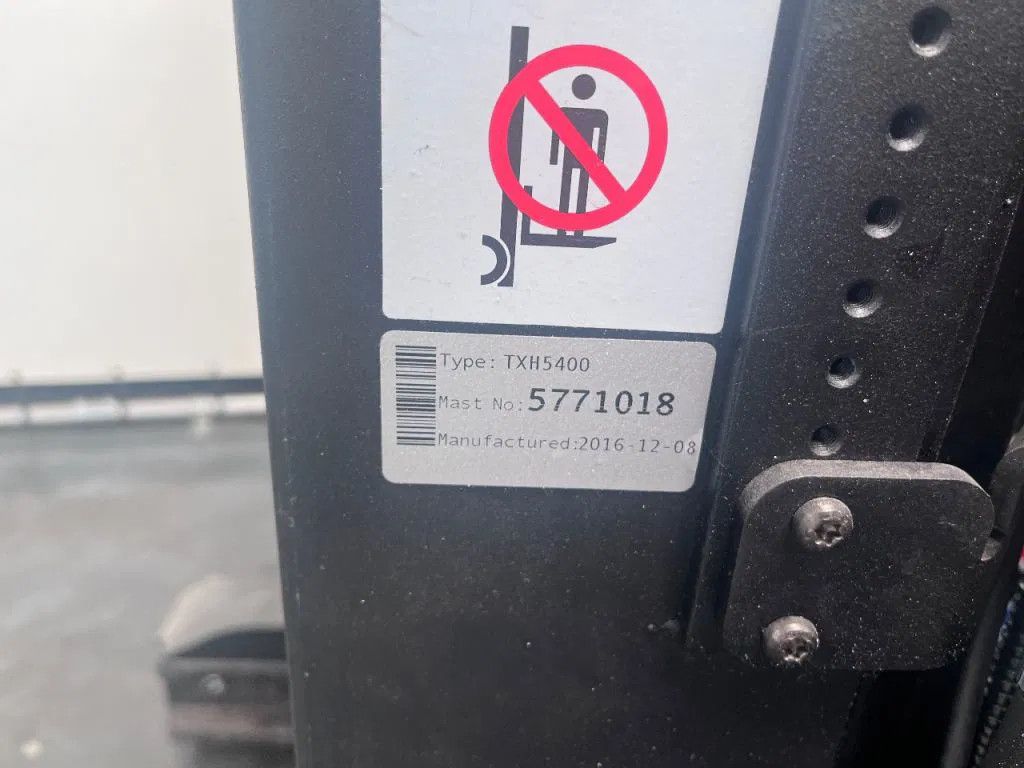 Type: TXH5400
Mast No:5771018
Manufactured:2016-12-08